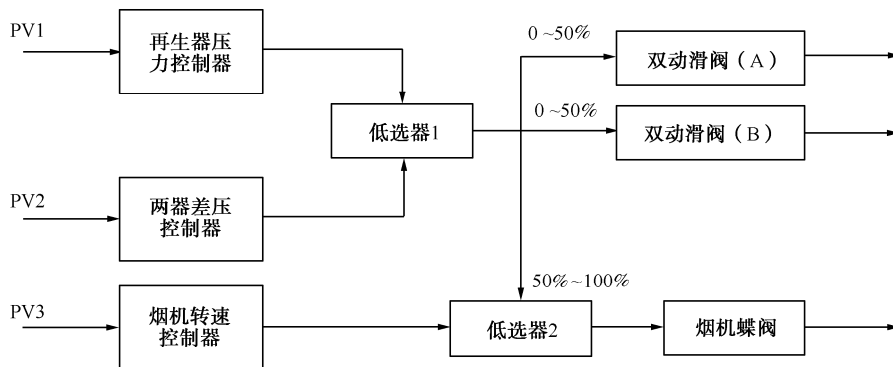 PV1
再生器压
力控制器
0 ~50%
双动滑阀（A）
低选器1
0 ~50%
双动滑阀（B）
PV2
两器差压
控制器
50%~100%
PV3
烟机转速
控制器
低选器2
烟机蝶阀